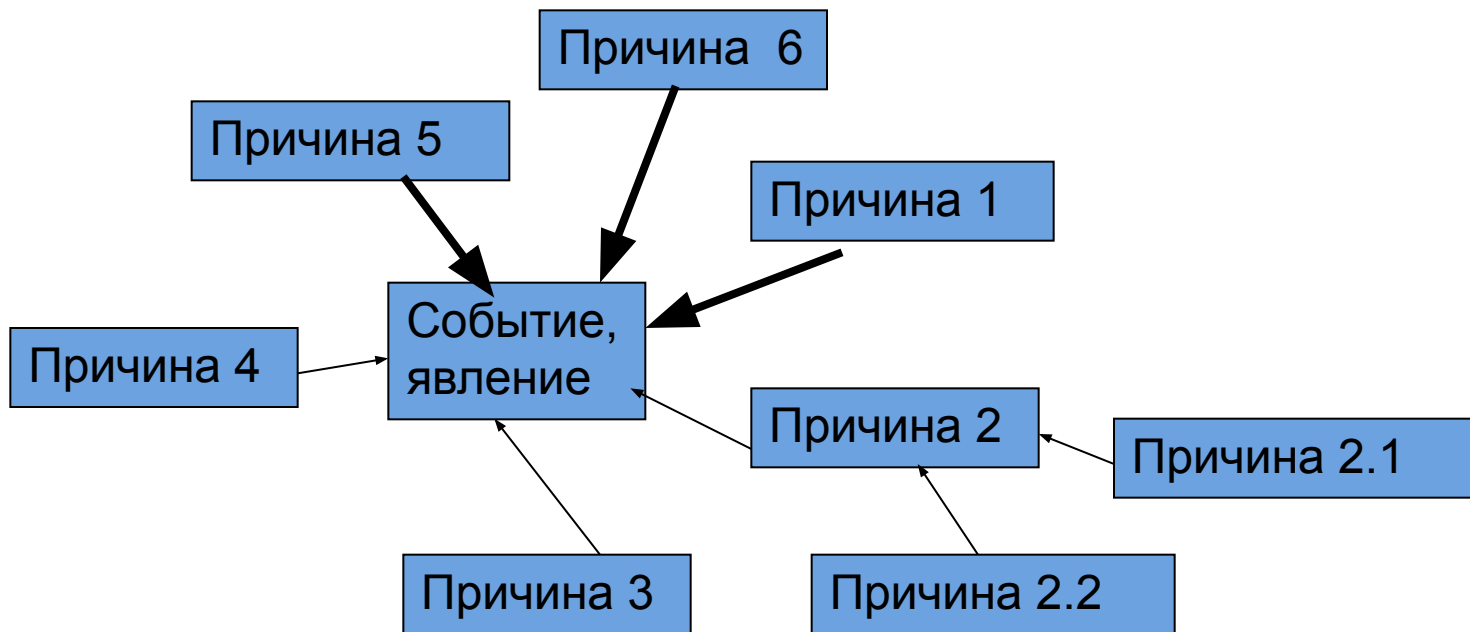 Причина  6
Причина 5
Причина 1
Событие,
явление
Причина 4
Причина 2
Причина 2.1
Причина 3
Причина 2.2